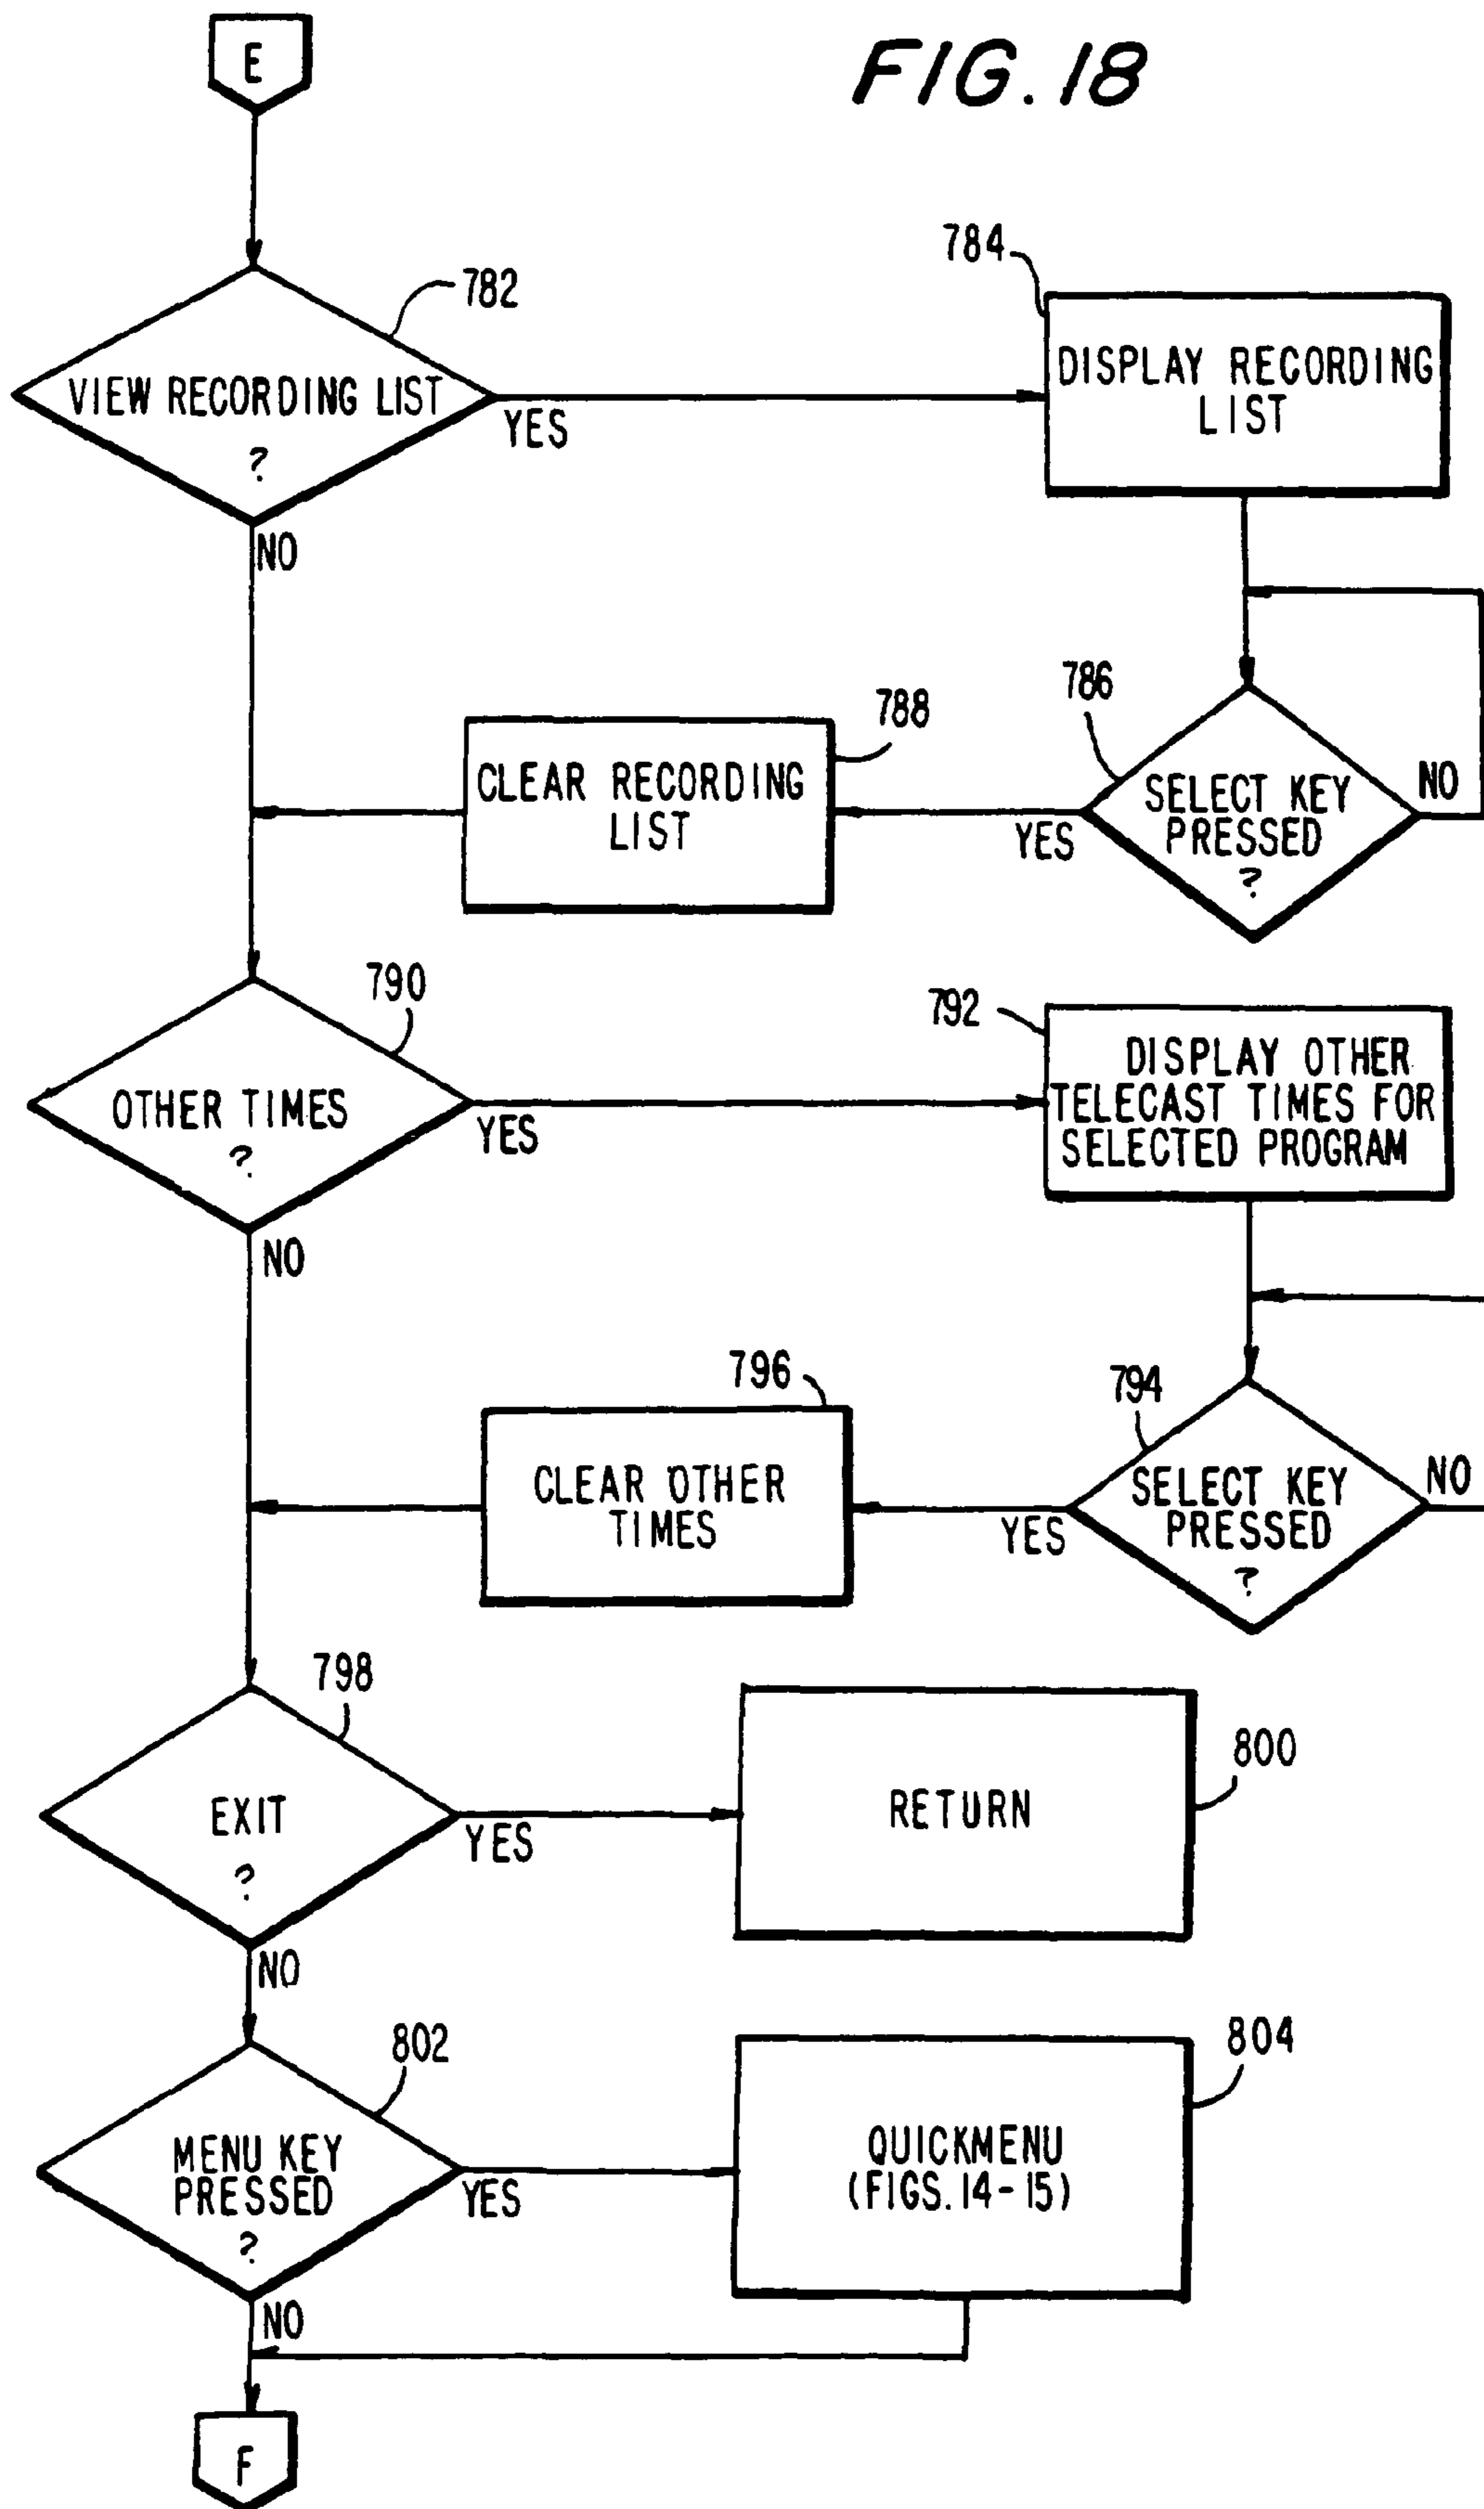 E
FIG. 18
782
784
VIEW RECORDING LIST
?
YES
NO
DISPLAY RECORDING
LIST
786
788
CLEAR RECORDING
LIST
SELECT KEY
PRESSED
?
YES
NO
790
792
OTHER TIMES
?
YES
NO
DISPLAY OTHER
TELECAST TIMES FOR
SELECTED PROGRAM
794
796
CLEAR OTHER
TIMES
SELECT KEY
PRESSED
?
YES
NO
798
EXIT
?
YES
NO
RETURN
800
802
MENU KEY
PRESSED
?
YES
NO
804
QUICKMENU
(FIGS. 14-15)
F